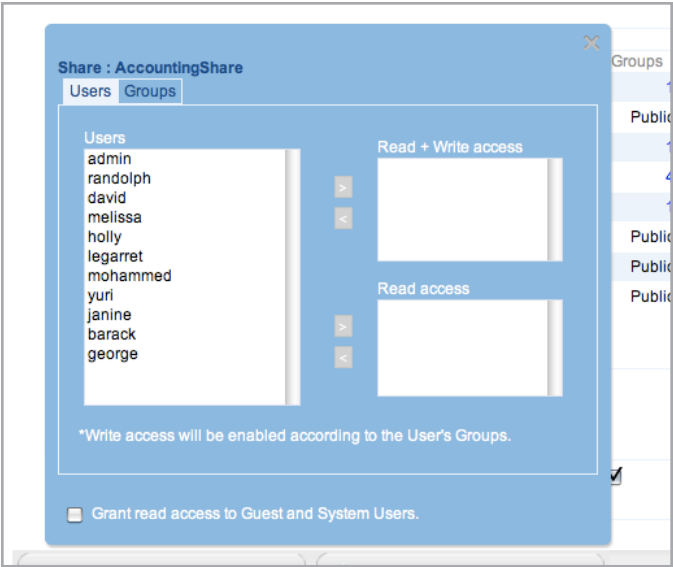 Share : AccountingShare
Users Groups
Users
admin
randolph
david
melissa
holly
legarret
mohammed
yuri
janine
barack
george
>
<
Read + Write access
>
<
Read access
*Write access will be enabled according to the User's Groups.
Grant read access to Guest and System Users.
Groups
Public
Public
Public
Public